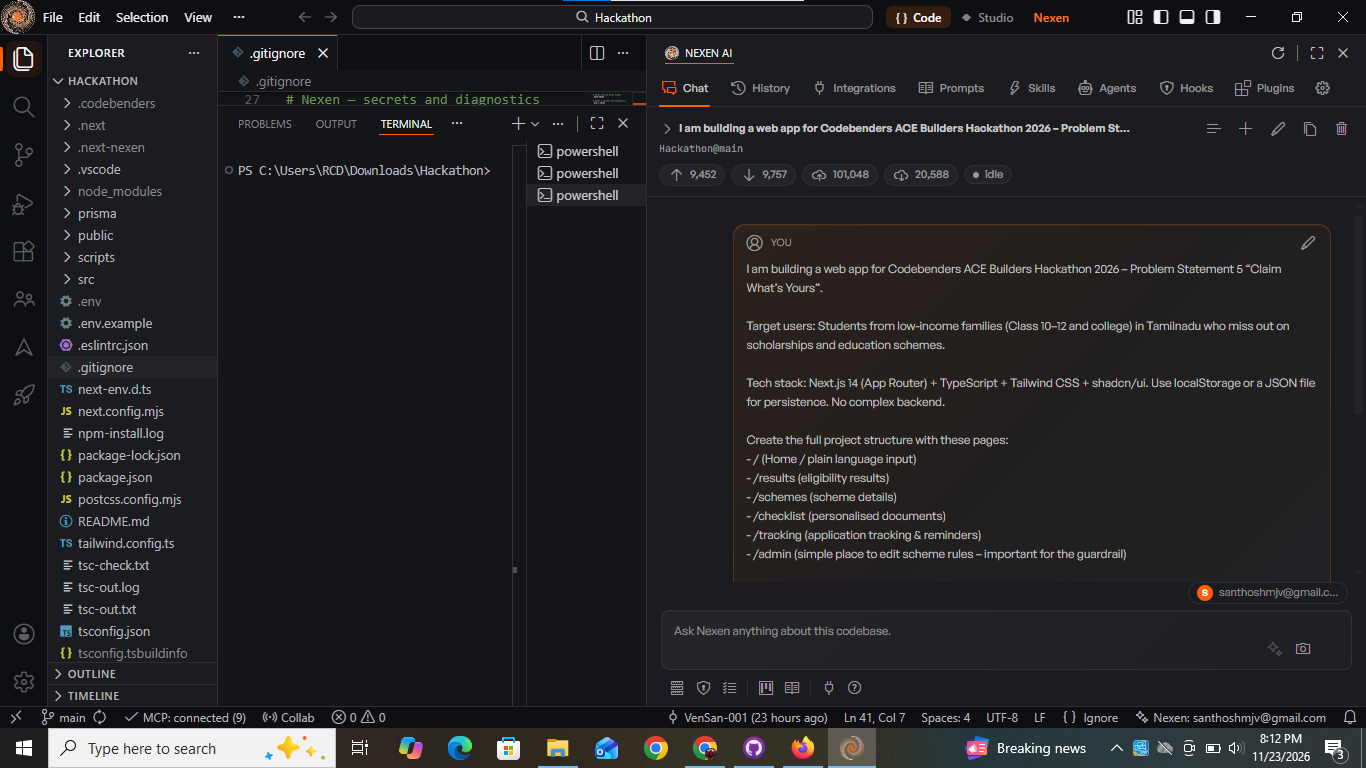 File Edit Selection View ··· Hackathon { } Code Studio Nexen
EXPLORER ···
HACKATHON
.codebenders
.next
.next-nexen
.vscode
node_modules
prisma
public
scripts
src
.env
.env.example
.eslintrc.json
.gitignore
TS next-env.d.ts
JS next.config.mjs
npm-install.log
{ } package-lock.json
{ } package.json
JS postcss.config.mjs
README.md
TS tailwind.config.ts
tsc-check.txt
tsc-out.log
tsc-out.txt
TS tsconfig.json
{ } tsconfig.tsbuildinfo
OUTLINE
TIMELINE
.gitignore
.gitignore
27 # Nexen — secrets and diagnostics
PROBLEMS OUTPUT TERMINAL ···
PS C:\Users\RCD\Downloads\Hackathon>
powershell
powershell
powershell
NEXEN AI
Chat History Integrations Prompts Skills Agents Hooks Plugins
I am building a web app for Codebenders ACE Builders Hackathon 2026 – Problem St...
Hackathon@main
9,452 9,757 101,048 20,588 idle
YOU
I am building a web app for Codebenders ACE Builders Hackathon 2026 – Problem Statement 5 “Claim
What’s Yours”.
Target users: Students from low-income families (Class 10–12 and college) in Tamilnadu who miss out on
scholarships and education schemes.
Tech stack: Next.js 14 (App Router) + TypeScript + Tailwind CSS + shadcn/ui. Use localStorage or a JSON file
for persistence. No complex backend.
Create the full project structure with these pages:
- / (Home / plain language input)
- /results (eligibility results)
- /schemes (scheme details)
- /checklist (personalised documents)
- /tracking (application tracking & reminders)
- /admin (simple place to edit scheme rules – important for the guardrail)
S santhoshmjv@gmail.c...
Ask Nexen anything about this codebase.
main MCP: connected (9) Collab 0 0 VenSan-001 (23 hours ago) Ln 41, Col 7 Spaces: 4 UTF-8 LF { } Ignore Nexen: santhoshmjv@gmail.com
Type here to search Breaking news 8:12 PM
11/23/2026 3